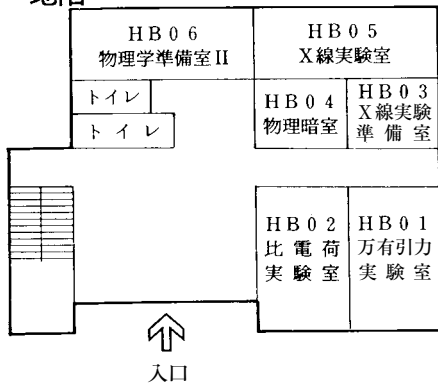 地階
HB06
物理学準備室II
HB05
X線実験室
トイレ
トイレ
HB04
物理暗室
HB03
X線実験
準備室
HB02
比電荷
実験室
HB01
万有引力
実験室
入口